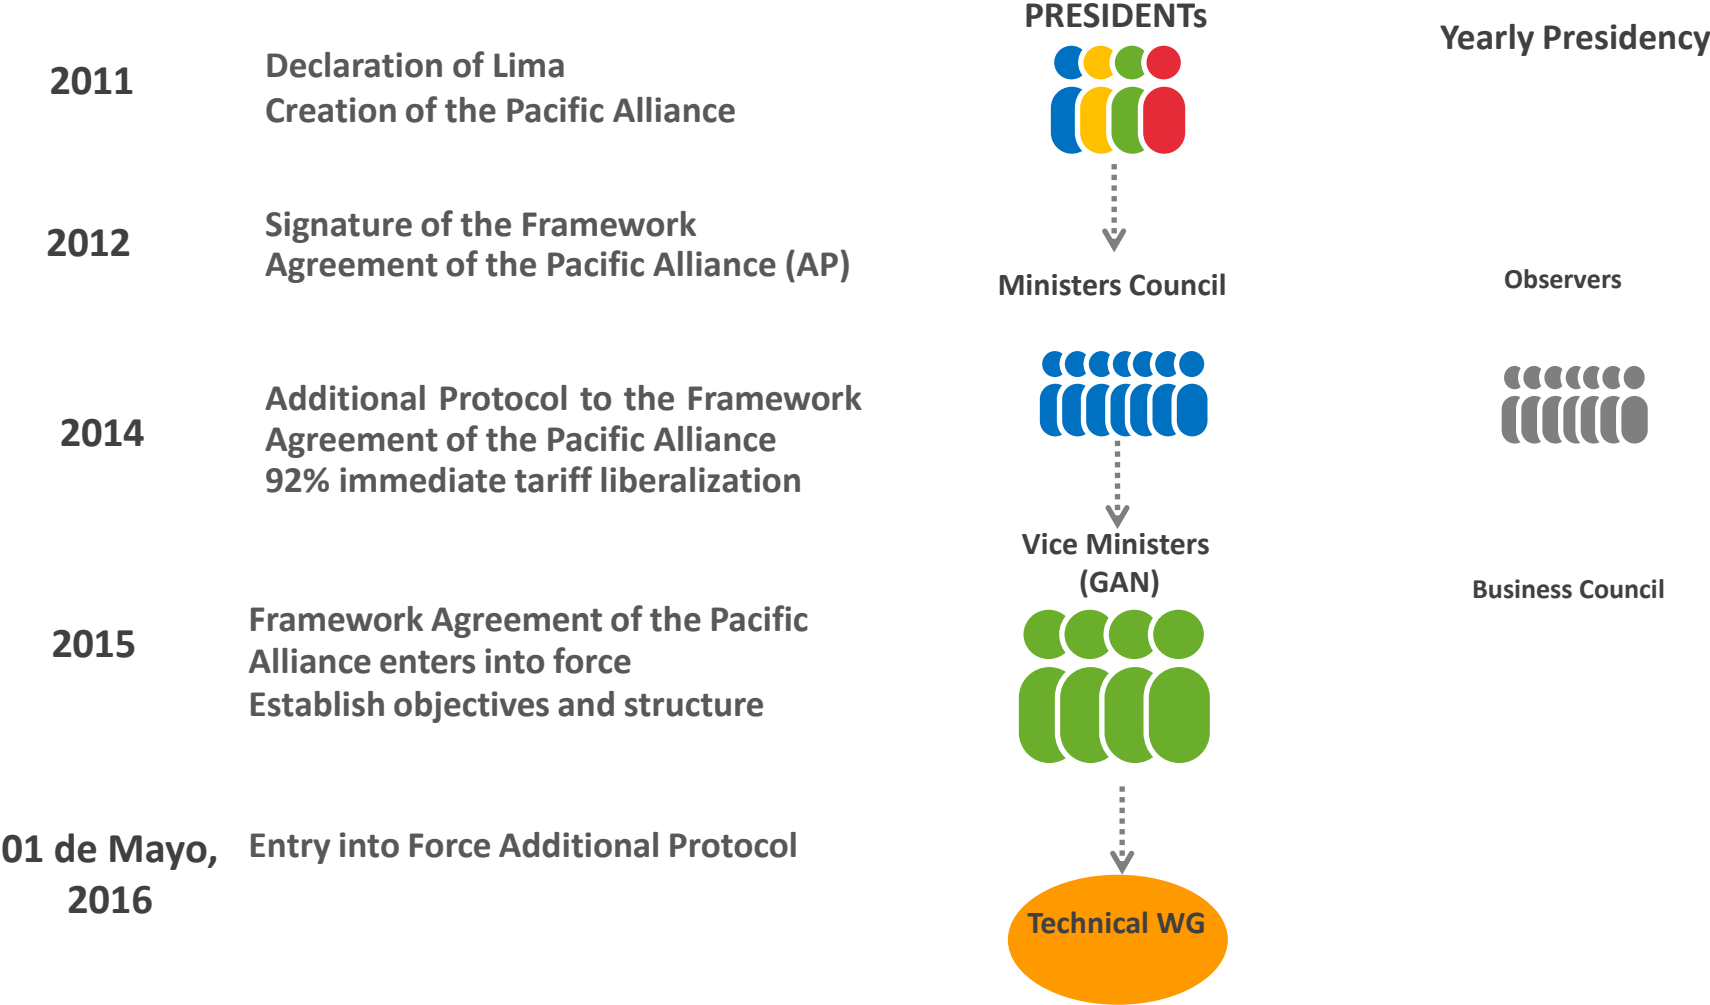 2011
Declaration of Lima
Creation of the Pacific Alliance
2012
Signature of the Framework
Agreement of the Pacific Alliance (AP)
2014
Additional Protocol to the Framework
Agreement of the Pacific Alliance
92% immediate tariff liberalization
2015
Framework Agreement of the Pacific
Alliance enters into force
Establish objectives and structure
01 de Mayo,
2016
Entry into Force Additional Protocol
PRESIDENTs
Ministers Council
Vice Ministers
(GAN)
Technical WG
Yearly Presidency
Observers
Business Council